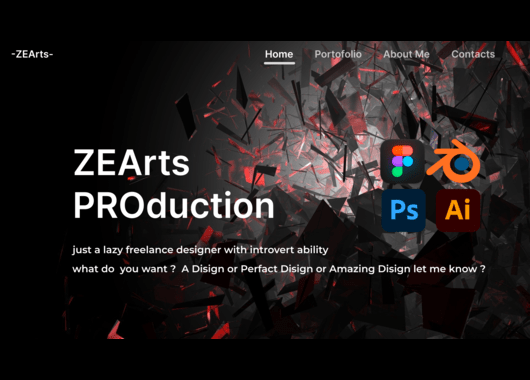 -ZEArts-
Home
Portofolio
About Me
Contacts
ZEArts
PROduction
Ps
Ai
just a lazy freelance designer with introvert ability
what do you want ? A Disign or Perfact Disign or Amazing Disign let me know ?